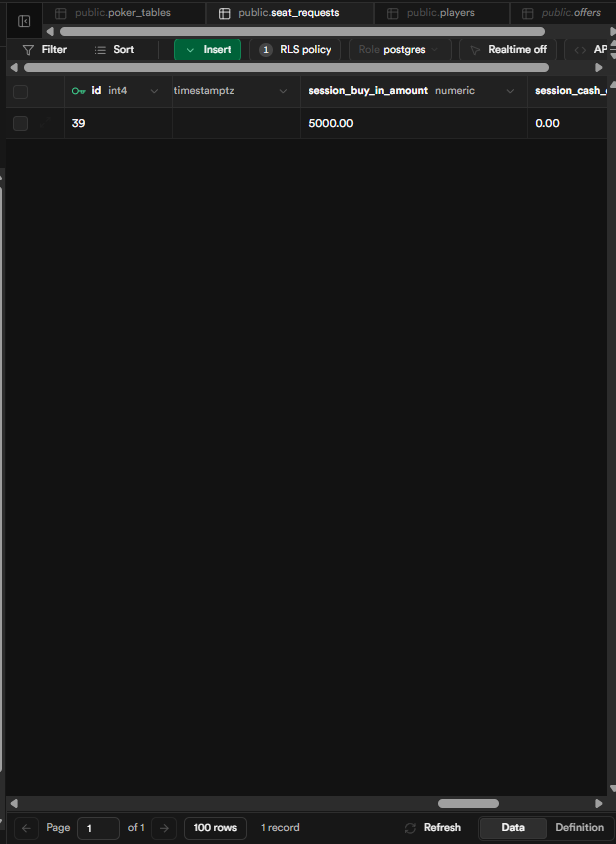 public.poker_tables public.seat_requests public.players public.offers
Filter Sort Insert 1 RLS policy Role postgres Realtime off AP
id int4 timestamptz session_buy_in_amount numeric session_cash_
39 5000.00 0.00
Page 1 of 1 100 rows 1 record Refresh Data Definition